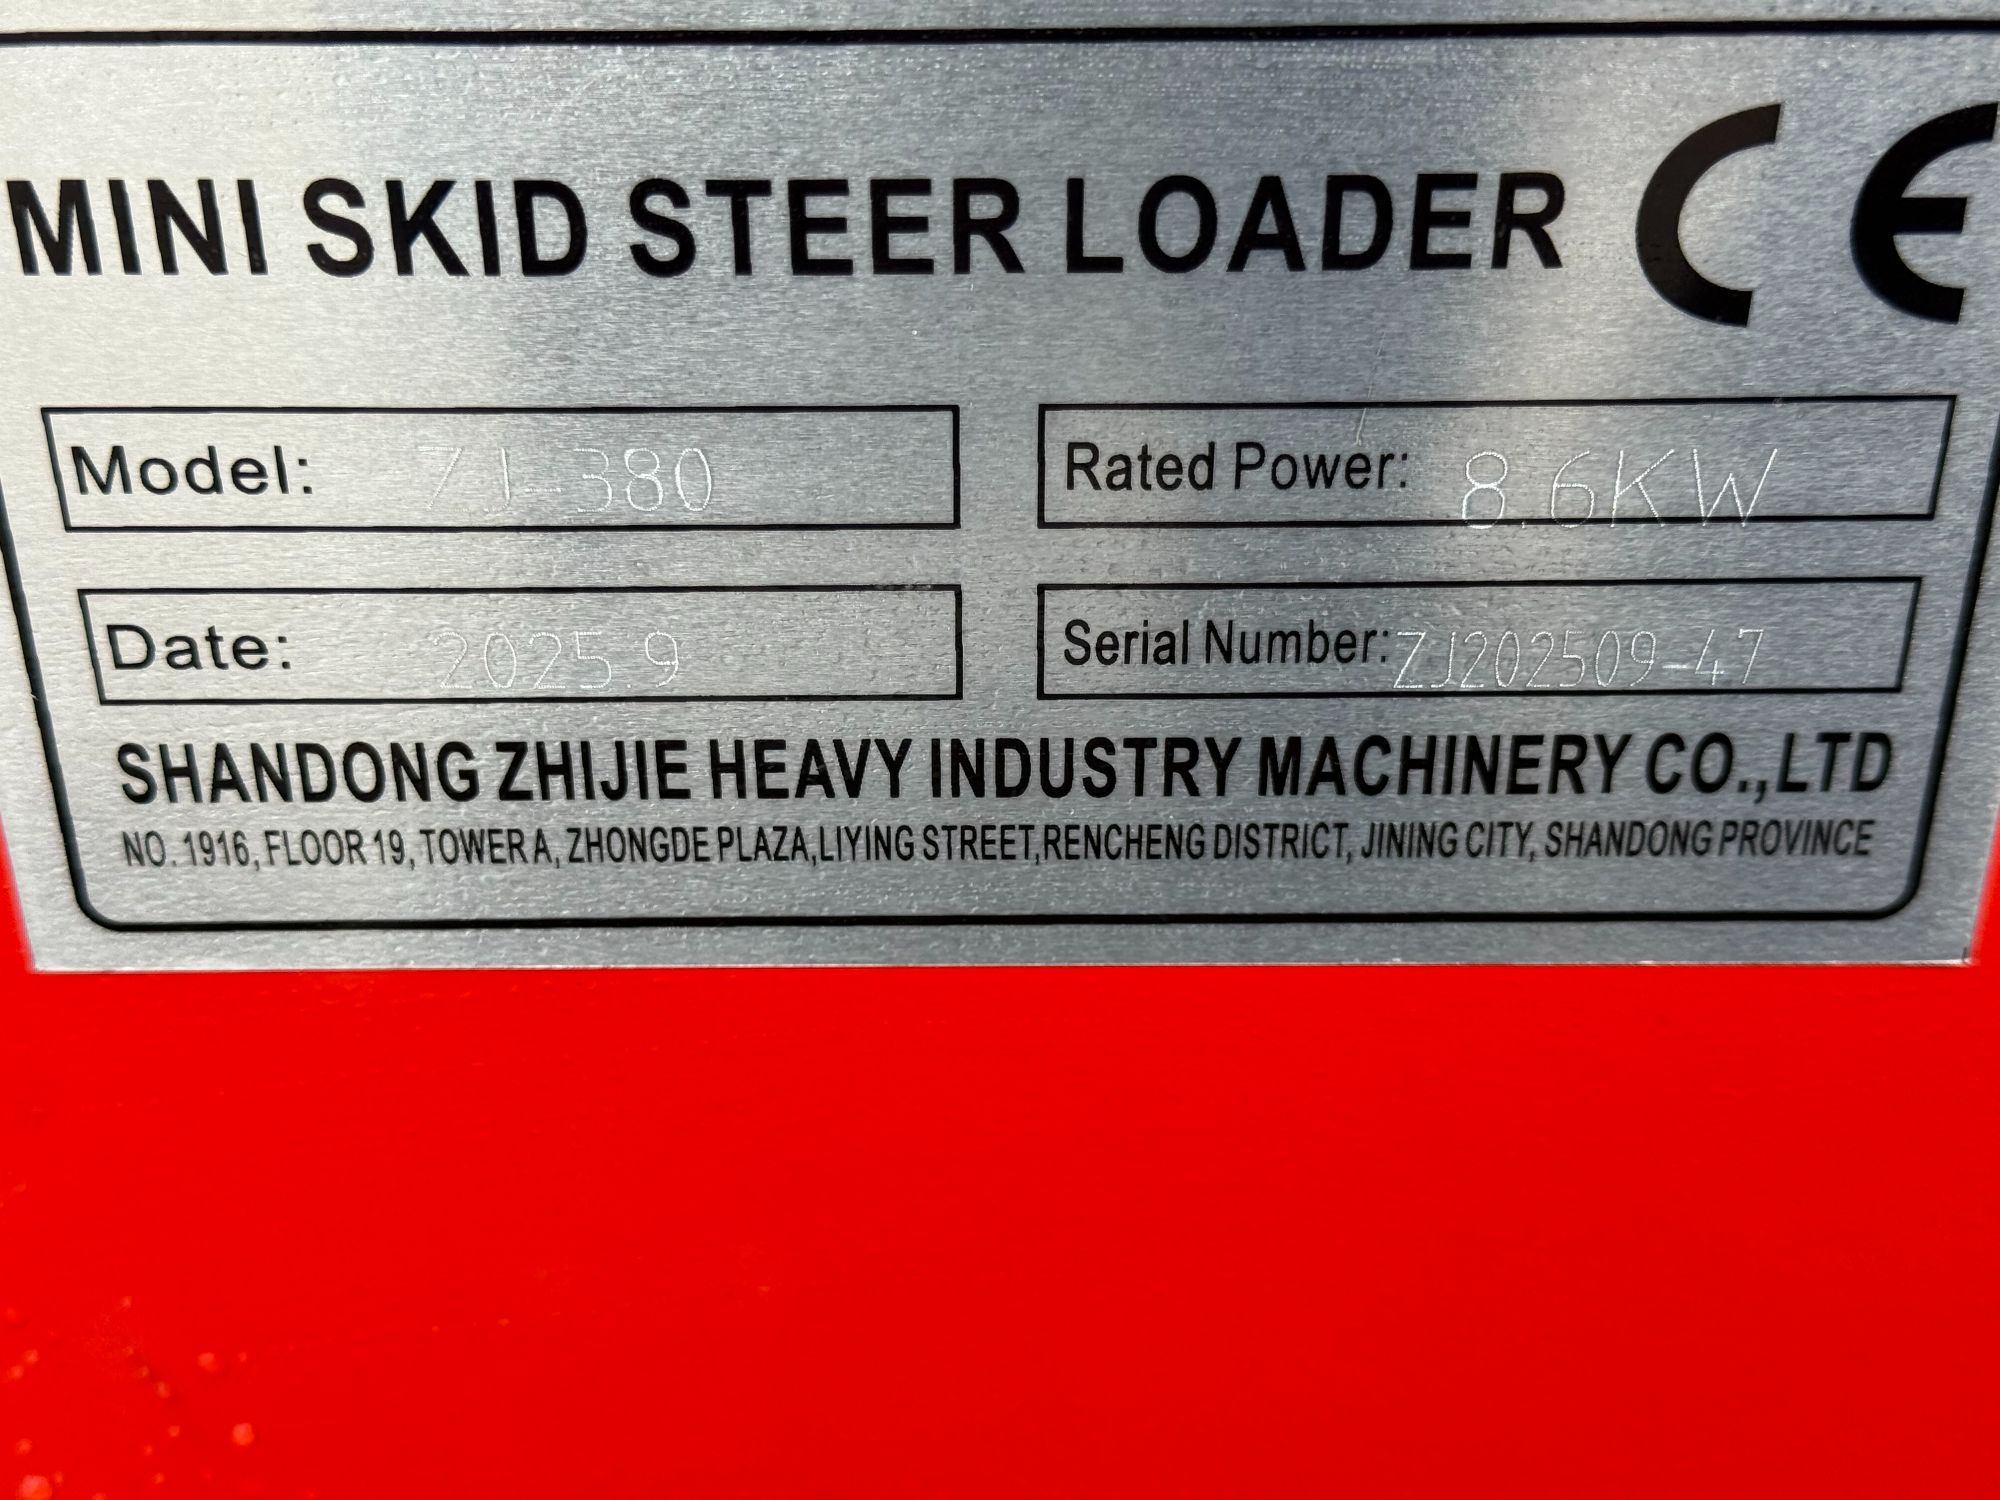 MINI SKID STEER LOADER CE
Model: ZJ-380
Rated Power: 8.6KW
Date: 2025.9
Serial Number: ZJ202509-47
SHANDONG ZHIJIE HEAVY INDUSTRY MACHINERY CO.,LTD
NO. 1916, FLOOR 19, TOWER A, ZHONGDE PLAZA, LIYING STREET, RENCHENG DISTRICT, JINING CITY, SHANDONG PROVINCE